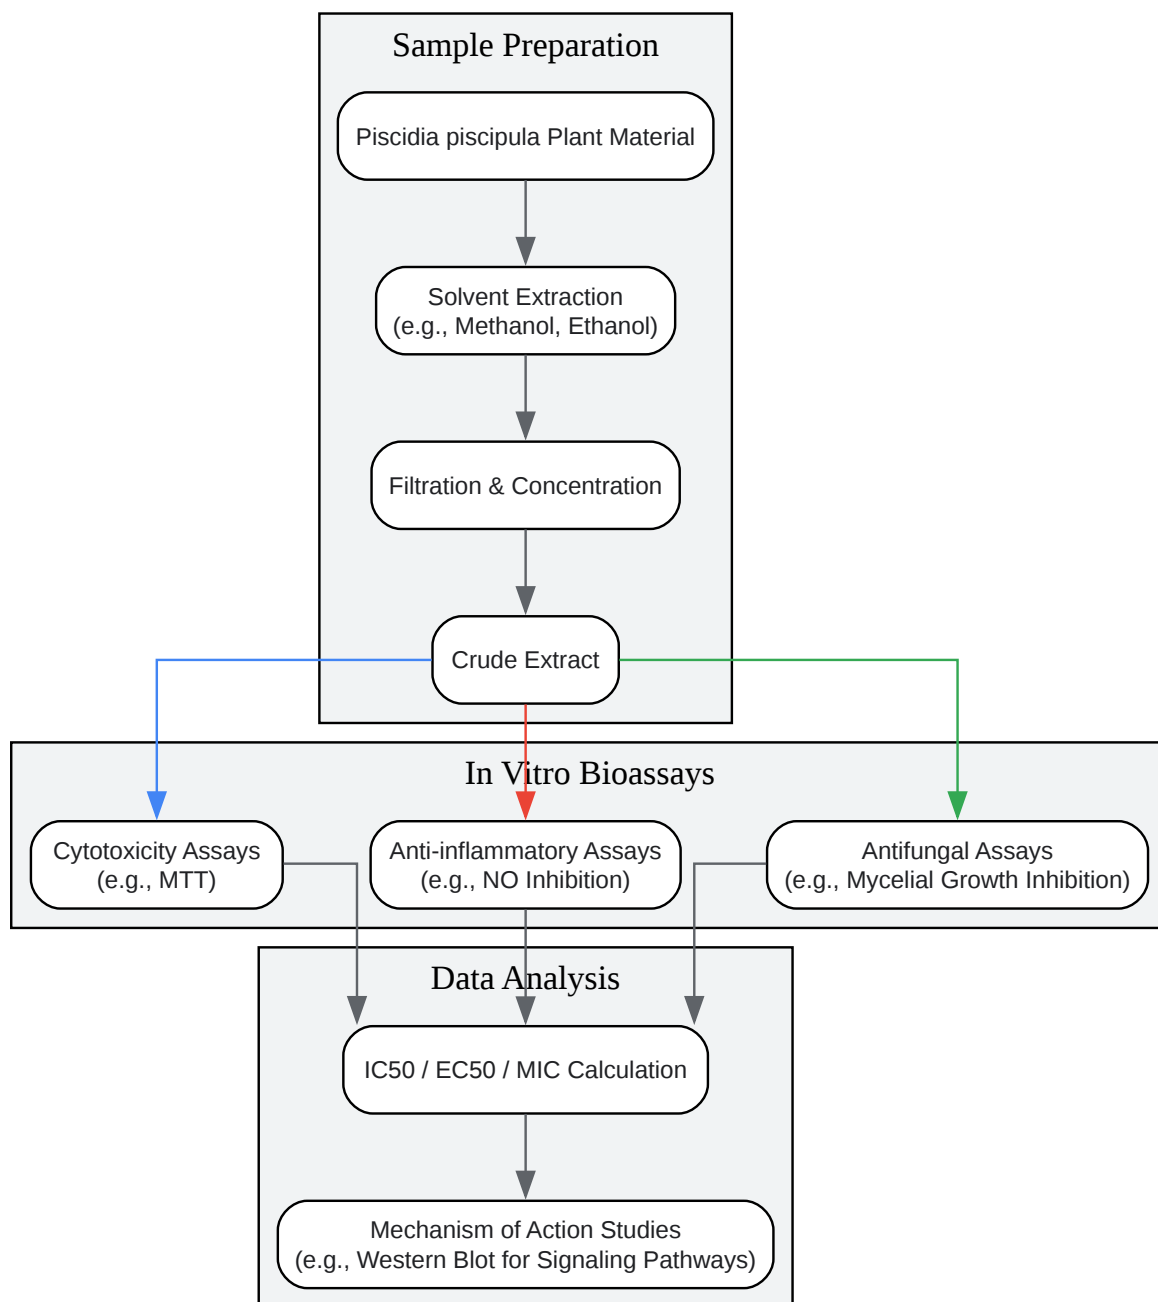 Sample Preparation
Piscidia piscipula Plant Material
Solvent Extraction
(e.g., Methanol, Ethanol)
Filtration & Concentration
Crude Extract
In Vitro Bioassays
Cytotoxicity Assays
(e.g., MTT)
Anti-inflammatory Assays
(e.g., NO Inhibition)
Antifungal Assays
(e.g., Mycelial Growth Inhibition)
Data Analysis
IC50 / EC50 / MIC Calculation
Mechanism of Action Studies
(e.g., Western Blot for Signaling Pathways)